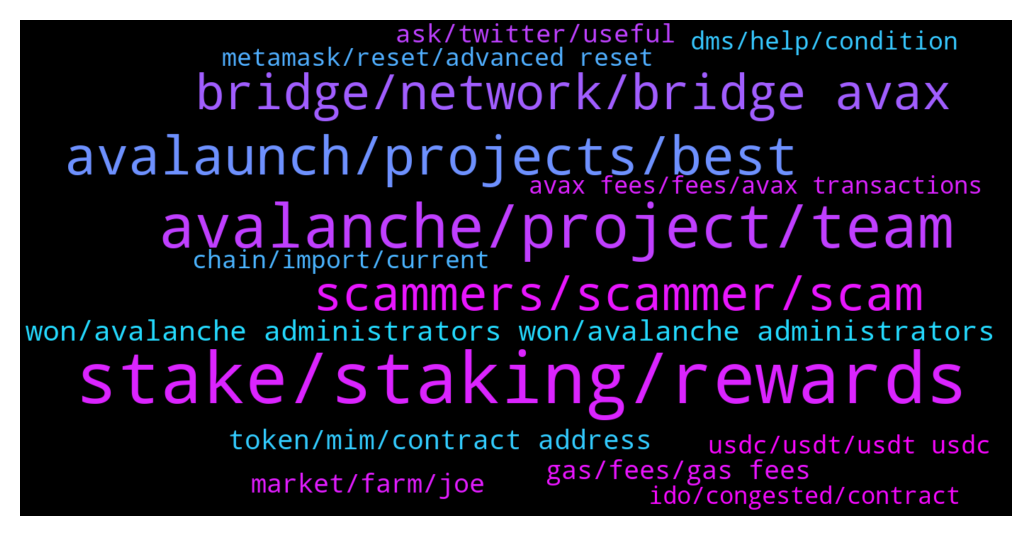 ask/twitter/useful
dms/help/condition
metamask/reset/advanced reset
bridge/network/bridge avax
avalaunch/projects/best
avax fees/fees/avax transactions
avalanche/project/team
chain/import/current
scammers/scammer/scam
won/avalanche administrators won/avalanche administrators
stake/staking/rewards
token/mim/contract address
usdc/usdt/usdt usdc
gas/fees/gas fees
market/farm/joe
ido/congested/contract